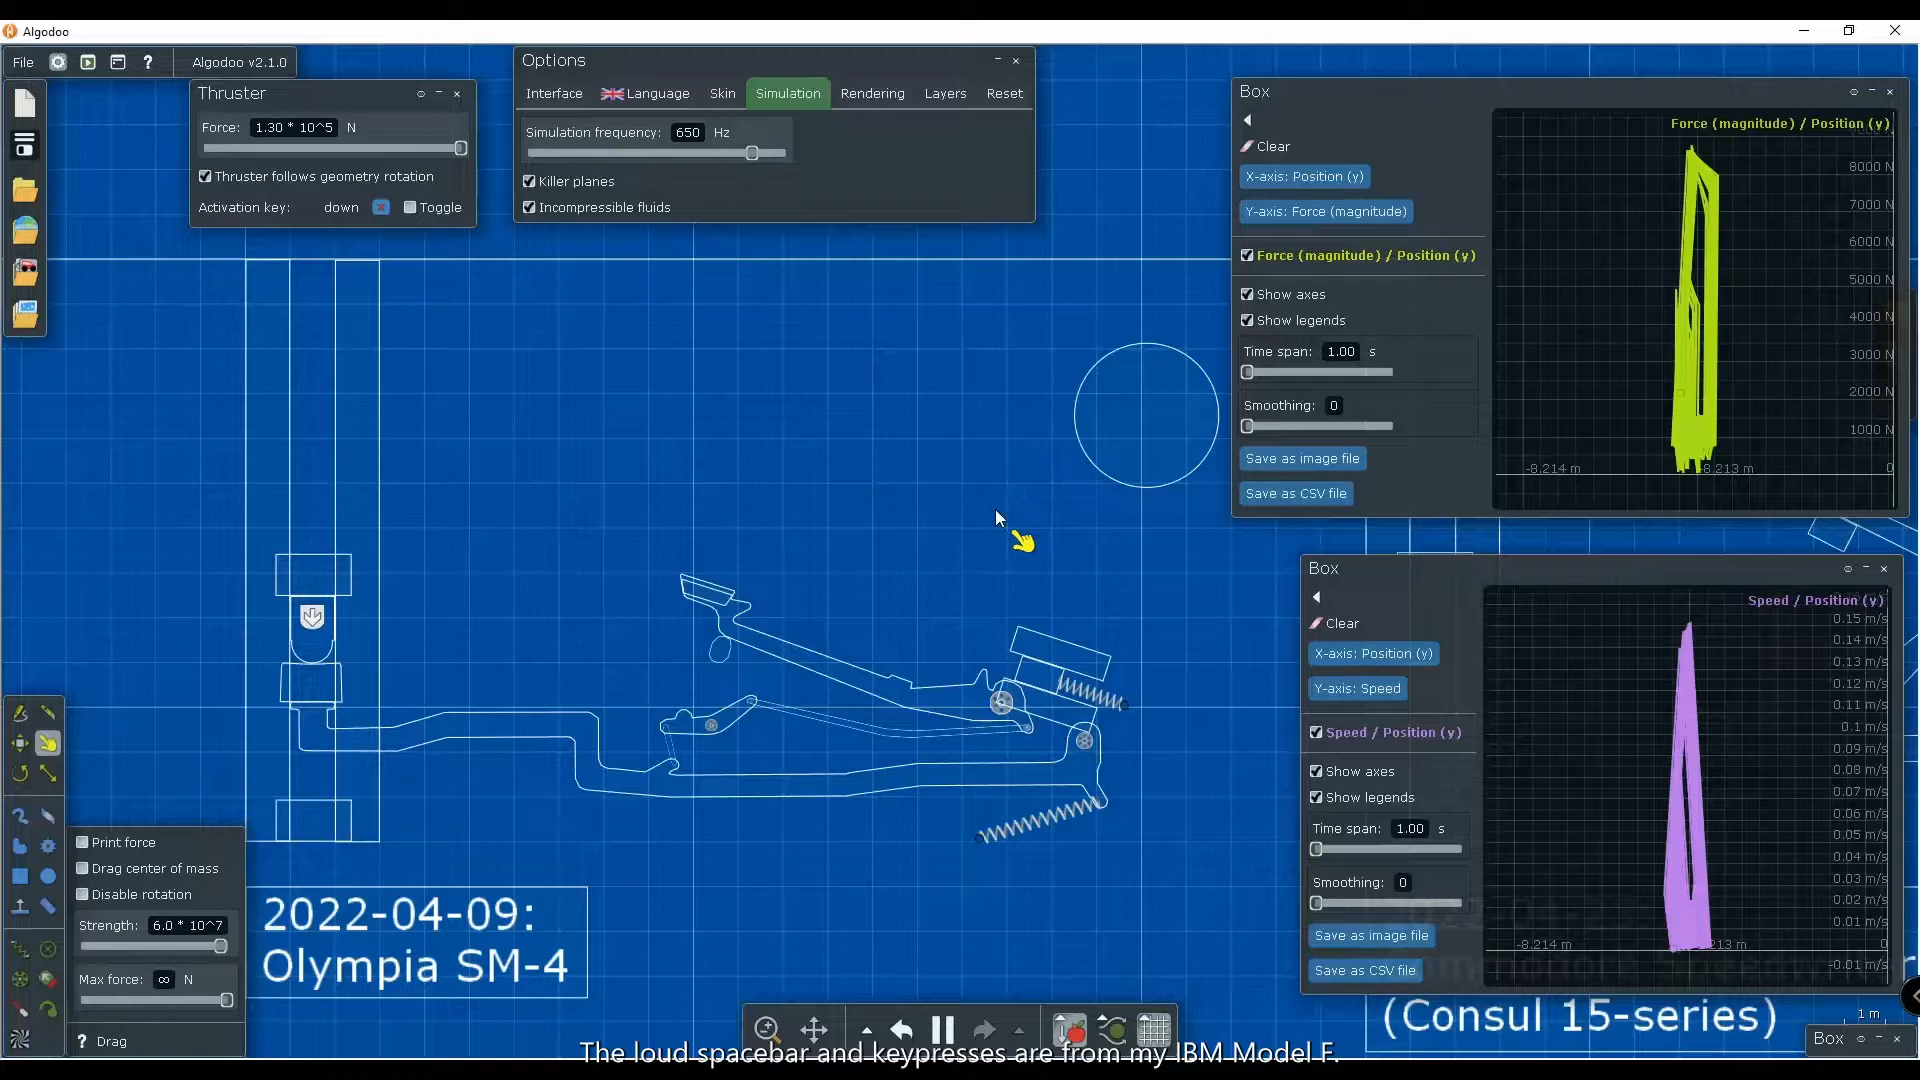 Algodoo
File
?
Algodoo v2.1.0
Thruster
Force: 1.30 * 10^5 N
Thruster follows geometry rotation
Activation key: down
Toggle
Options
Interface
Language
Skin
Simulation
Rendering
Layers
Reset
Simulation frequency: 650 Hz
Killer planes
Incompressible fluids
Box
Clear
X-axis: Position (y)
Y-axis: Force (magnitude)
Force (magnitude) / Position (y)
Show axes
Show legends
Time span: 1.00 s
Smoothing: 0
Save as image file
Save as CSV file
Force (magnitude) / Position (y)
8000 N
7000 N
6000 N
5000 N
4000 N
3000 N
2000 N
1000 N
0
-8.214 m
-8.213 m
Box
Clear
X-axis: Position (y)
Y-axis: Speed
Speed / Position (y)
Show axes
Show legends
Time span: 1.00 s
Smoothing: 0
Save as image file
Save as CSV file
Speed / Position (y)
0.15 m/s
0.14 m/s
0.13 m/s
0.12 m/s
0.11 m/s
0.1 m/s
0.09 m/s
0.08 m/s
0.07 m/s
0.06 m/s
0.05 m/s
0.04 m/s
0.03 m/s
0.02 m/s
0.01 m/s
0
-0.01 m/s
-8.214 m
213 m
Print force
Drag center of mass
Disable rotation
Strength: 6.0 * 10^7
Max force: ∞ N
? Drag
2022-04-09:
Olympia SM-4
(Consul 15-series)
1 m
Box
The loud spacebar and keypresses are from my IBM Model F.